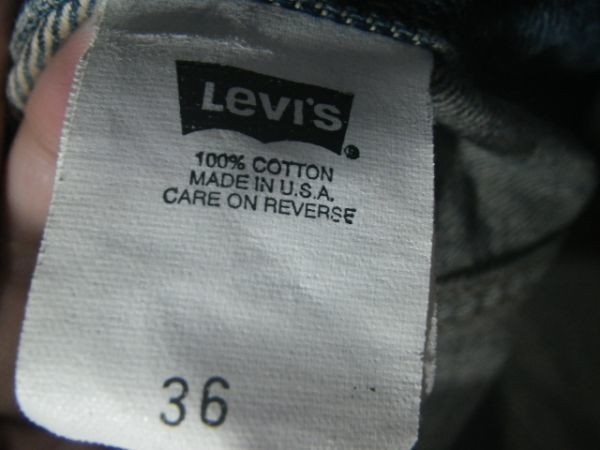 Levi's ®
100% COTTON
MADE IN U.S.A.
CARE ON REVERSE
36